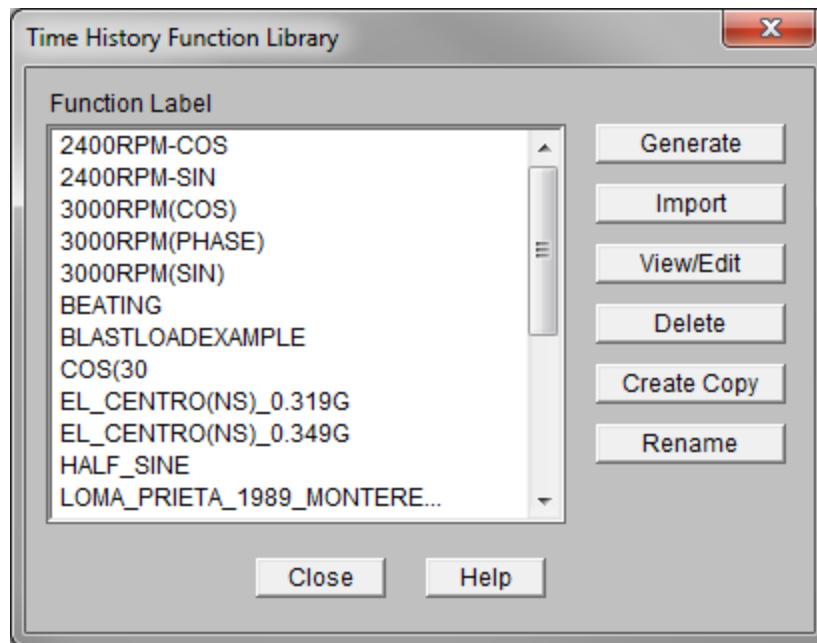 Time History Function Library
Function Label
2400RPM-COS
2400RPM-SIN
3000RPM(COS)
3000RPM(PHASE)
3000RPM(SIN)
BEATING
BLASTLOADEXAMPLE
COS(30
EL_CENTRO(NS)_0.319G
EL_CENTRO(NS)_0.349G
HALF_SINE
LOMA_PRIETA_1989_MONTERE...
Generate
Import
View/Edit
Delete
Create Copy
Rename
Close
Help